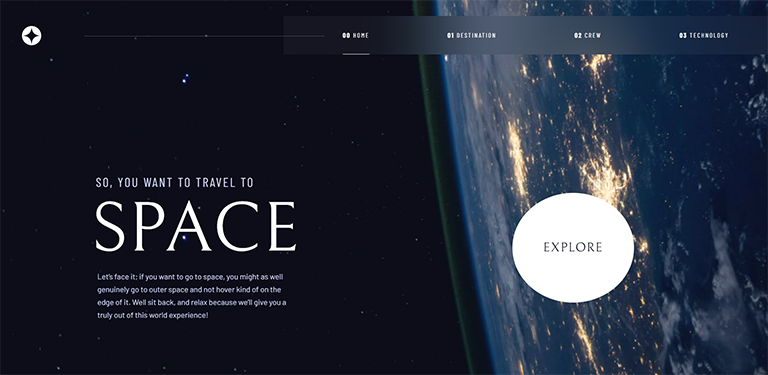 00 HOME 01 DESTINATION 02 CREW 03 TECHNOLOGY
SO, YOU WANT TO TRAVEL TO
SPACE
Let's face it; if you want to go to space, you might as well
genuinely go to outer space and not hover kind of on the
edge of it. Well sit back, and relax because we'll give you a
truly out of this world experience!
EXPLORE